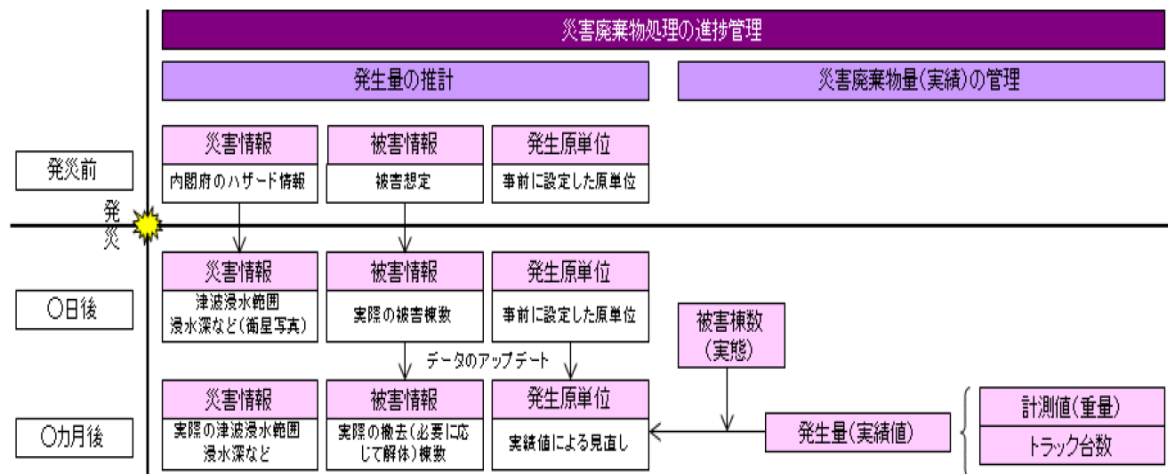 災害廃棄物処理の進捗管理
発生量の推計
災害廃棄物量(実績)の管理
発災前
災害情報
内閣府のハザード情報
被害情報
被害想定
発生原単位
事前に設定した原単位
発災
〇日後
災害情報
津波浸水範囲
浸水深など(衛星写真)
被害情報
実際の被害棟数
発生原単位
事前に設定した原単位
被害棟数
(実態)
データのアップデート
〇カ月後
災害情報
実際の津波浸水範囲
浸水深など
被害情報
実際の撤去(必要に応
じて解体)棟数
発生原単位
実績値による見直し
発生量(実績値)
計測値(重量)
トラック台数